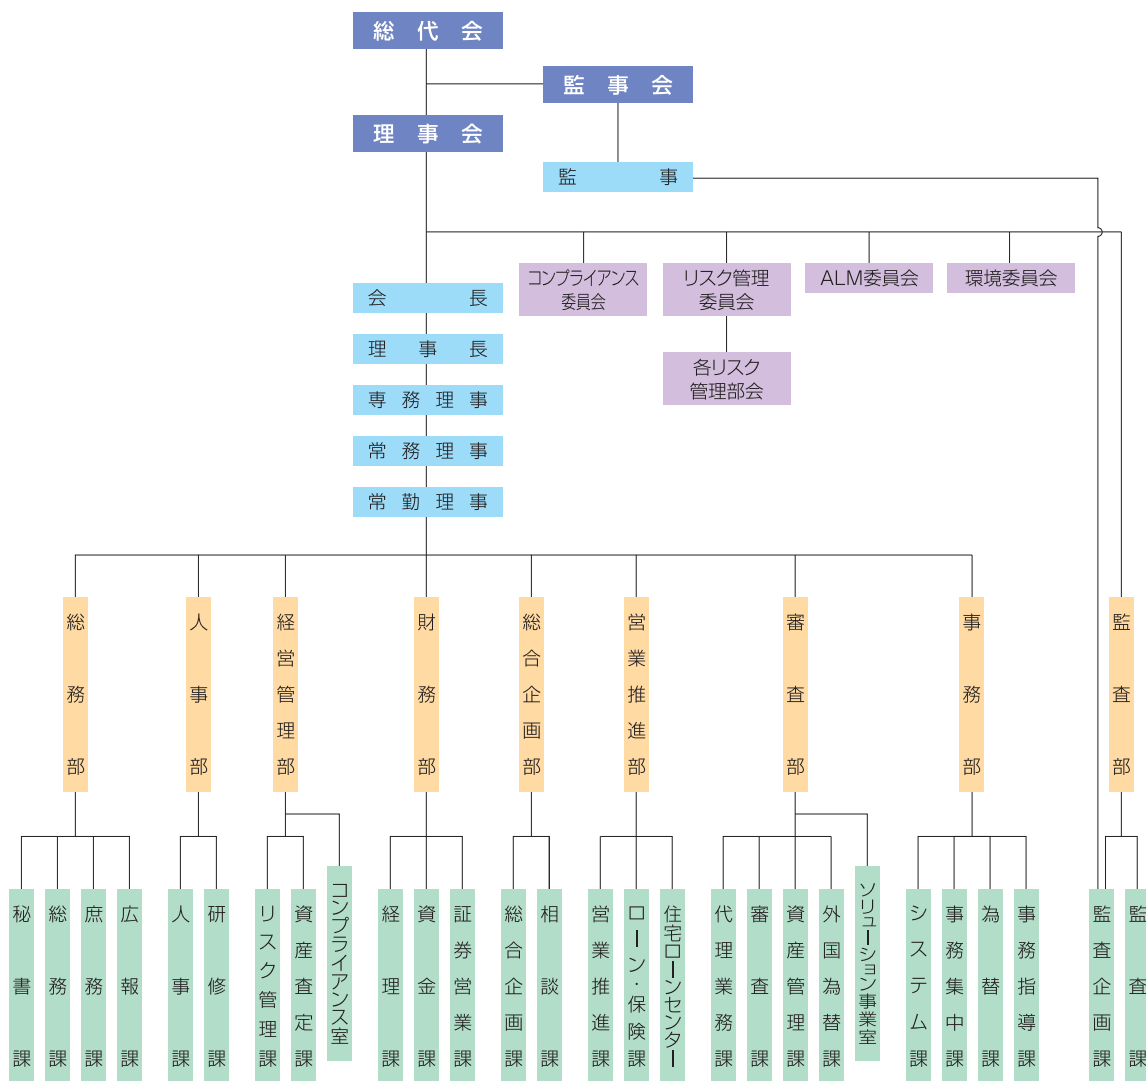 総代会
監事会
理事会
監事
コンプライアンス
委員会
リスク管理
委員会
ALM委員会
環境委員会
各リスク
管理部会
会長
理事長
専務理事
常務理事
常勤理事
総務部
人事部
経営管理部
財務部
総合企画部
営業推進部
審査部
事務部
監査部
秘書課
総務課
庶務課
広報課
人事課
研修課
リスク管理課
資産査定課
コンプライアンス室
経理課
資金課
証券営業課
総合企画課
相談課
営業推進課
ローン・保険課
住宅ローンセンター
代理業務課
審査課
資産管理課
外国為替課
ソリューション事業室
システム課
事務集中課
為替課
事務指導課
監査企画課
監査課